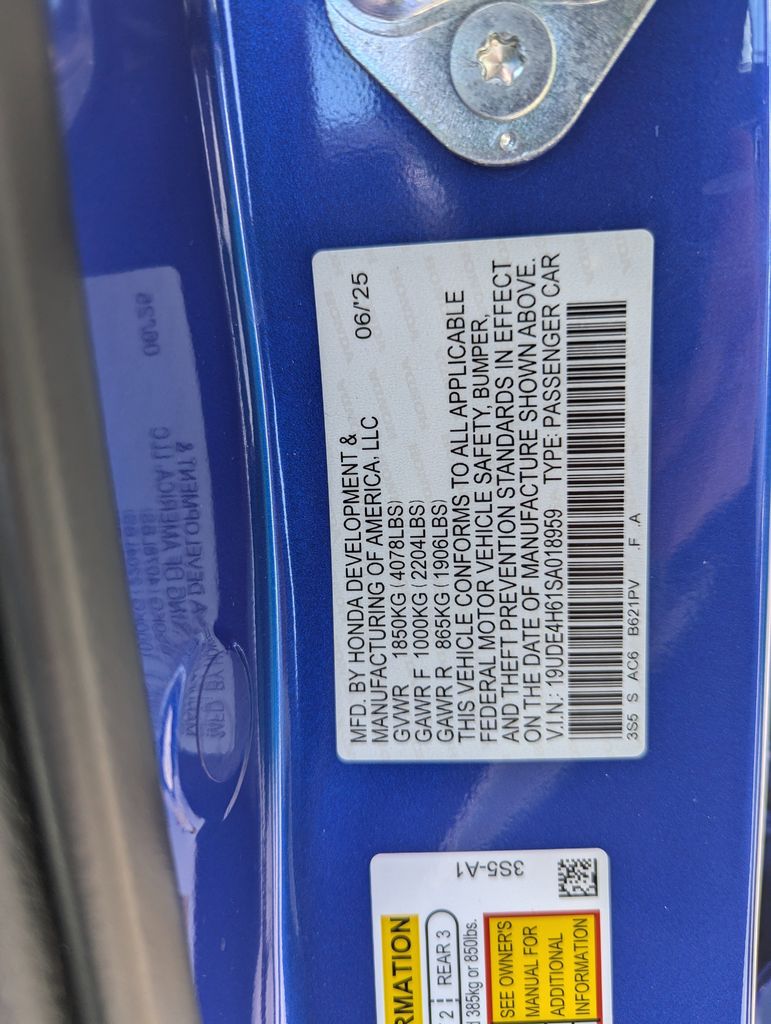 MFD. BY HONDA DEVELOPMENT & 06/'25
MANUFACTURING OF AMERICA, LLC
GVWR 1850KG (4078LBS)
GAWR F 1000KG (2204LBS)
GAWR R 865KG (1906LBS)
THIS VEHICLE CONFORMS TO ALL APPLICABLE
FEDERAL MOTOR VEHICLE SAFETY, BUMPER,
AND THEFT PREVENTION STANDARDS IN EFFECT
ON THE DATE OF MANUFACTURE SHOWN ABOVE.
V.I.N.: 19UDE4H61SA018959 TYPE: PASSENGER CAR
3S5 S AC6 B621PV F A
3S5-A1
REAR 3
385kg or 850lbs.
SEE OWNER'S
MANUAL FOR
ADDITIONAL
INFORMATION